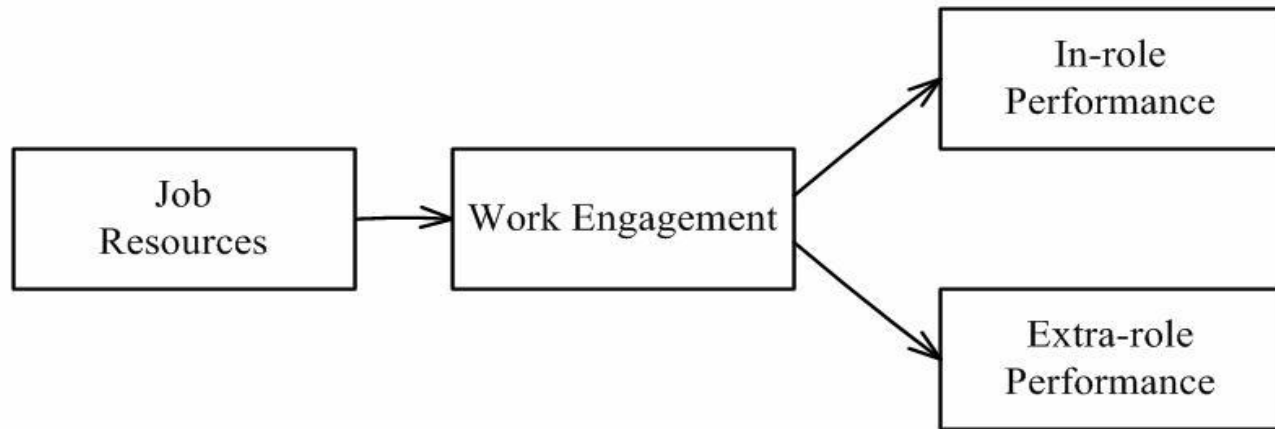 Job
Resources
Work Engagement
In-role
Performance
Extra-role
Performance